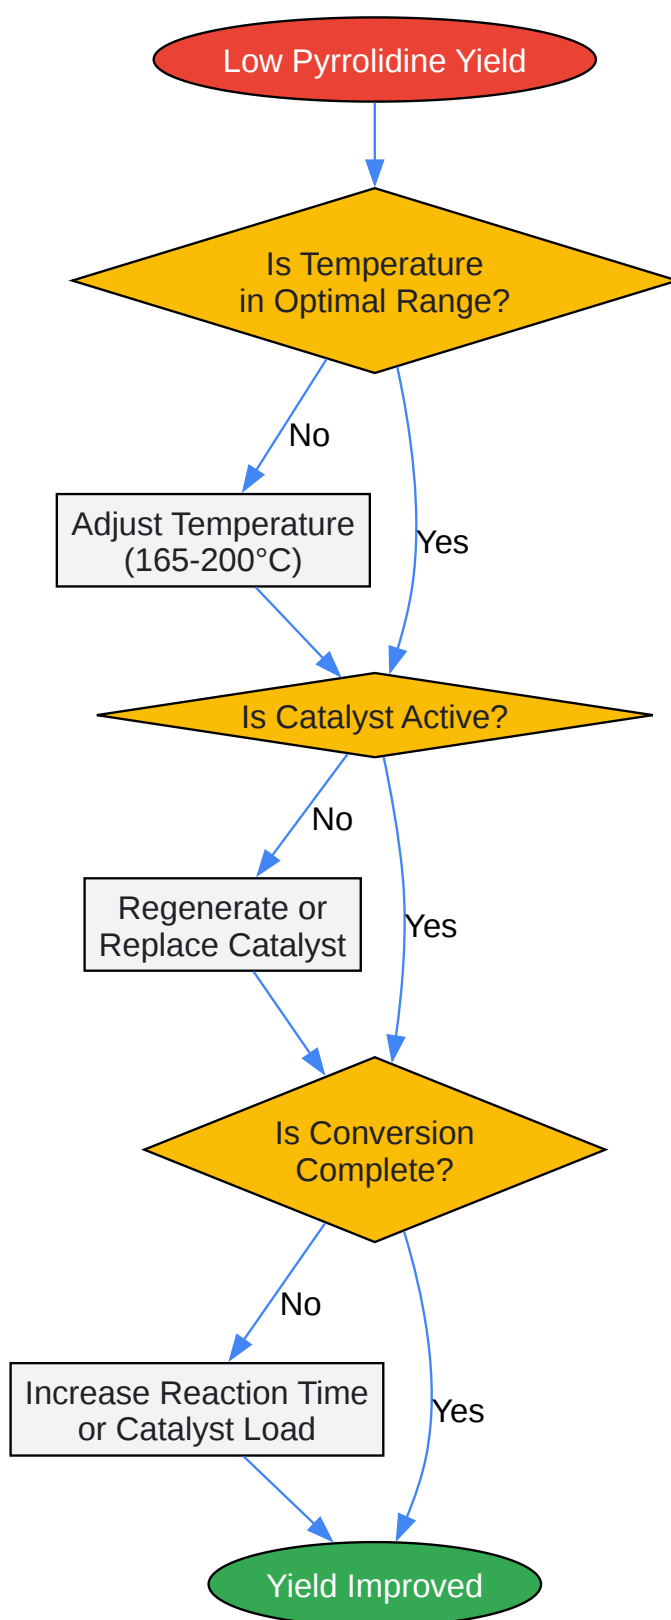 Low Pyrrolidine Yield
Is Temperature
in Optimal Range?
No
Adjust Temperature
(165-200°C)
Yes
Is Catalyst Active?
No
Regenerate or
Replace Catalyst
Yes
Is Conversion
Complete?
No
Increase Reaction Time
or Catalyst Load
Yes
Yield Improved